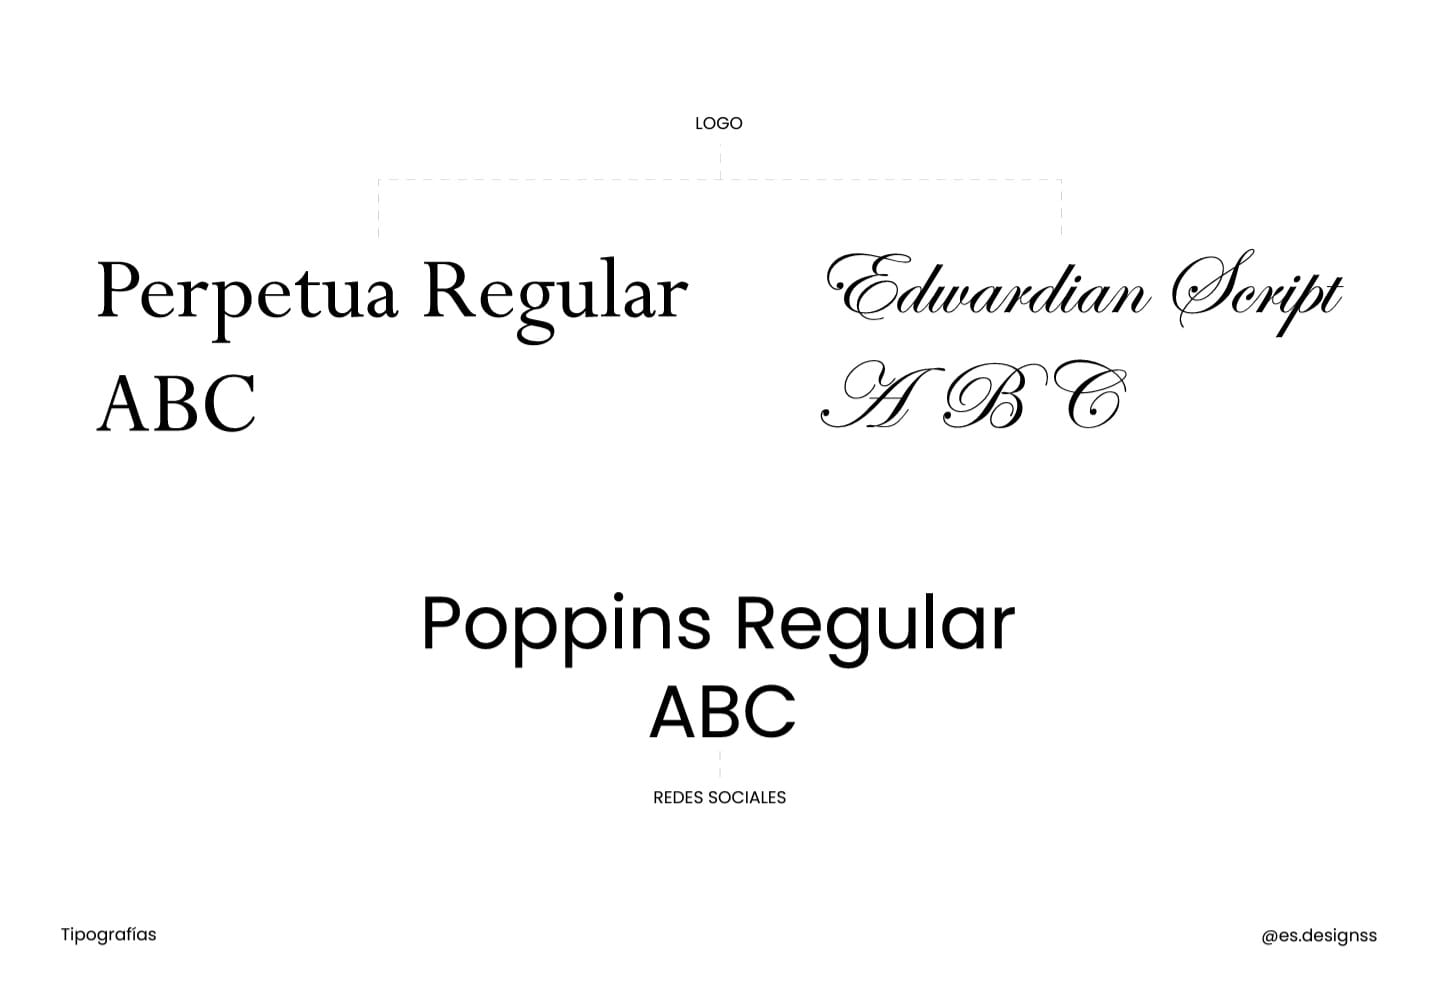 LOGO
Perpetua Regular
ABC
Edwardian Script
ABC
Poppins Regular
ABC
REDES SOCIALES
Tipografías
@es.designss